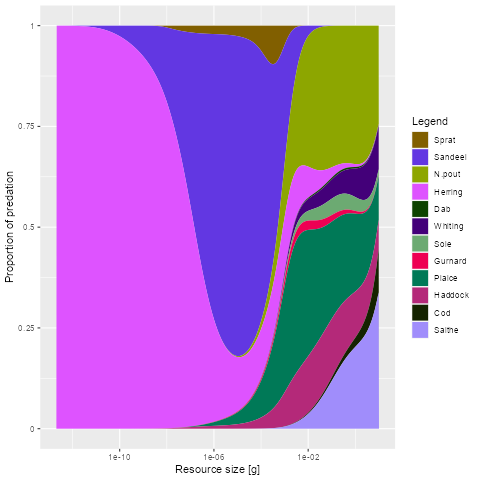 Proportion of predation
1
0.75
0.5
0.25
0
1e-10
1e-06
1e-02
Resource size [g]
Legend
Sprat
Sandeel
N.pout
Herring
Dab
Whiting
Sole
Gurnard
Plaice
Haddock
Cod
Saithe